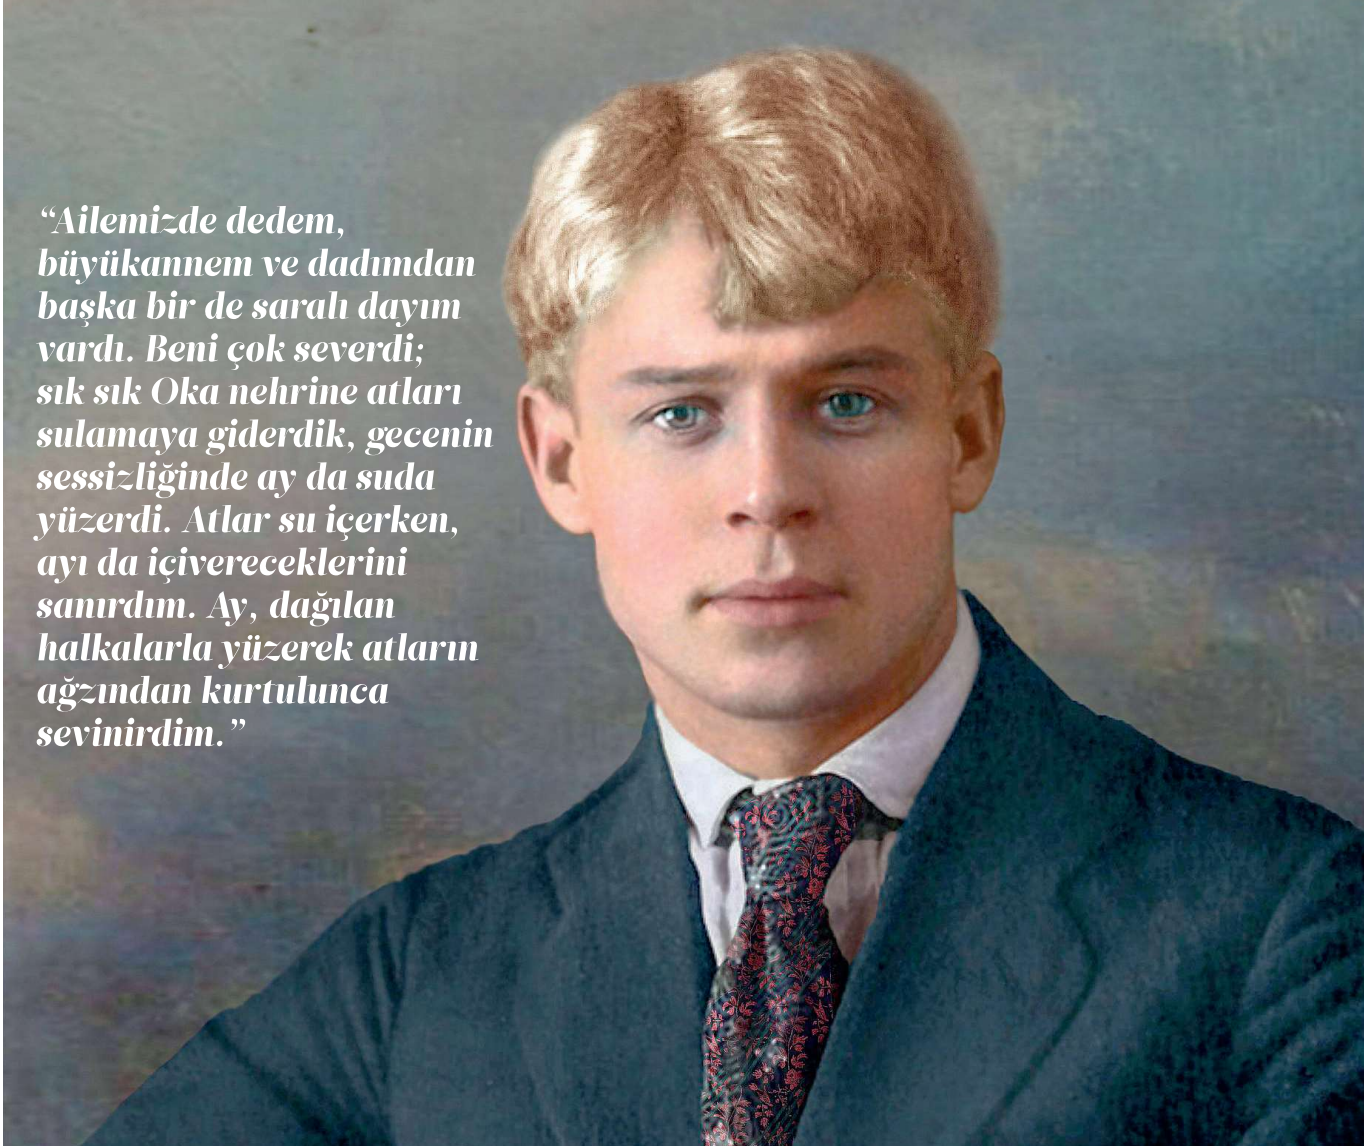 “Ailemizde dedem,
büyükannem ve dadımdan
başka bir de saralı dayım
vardı. Beni çok severdi;
sık sık Oka nehrine atları
sulamaya giderdik, gecenin
sessizliğinde ay da suda
yüzerdi. Atlar su içerken,
ayı da içivereceklerini
sanırdım. Ay, dağılan
halkalarla yüzerek atların
ağzından kurtulunca
sevinirdim.”